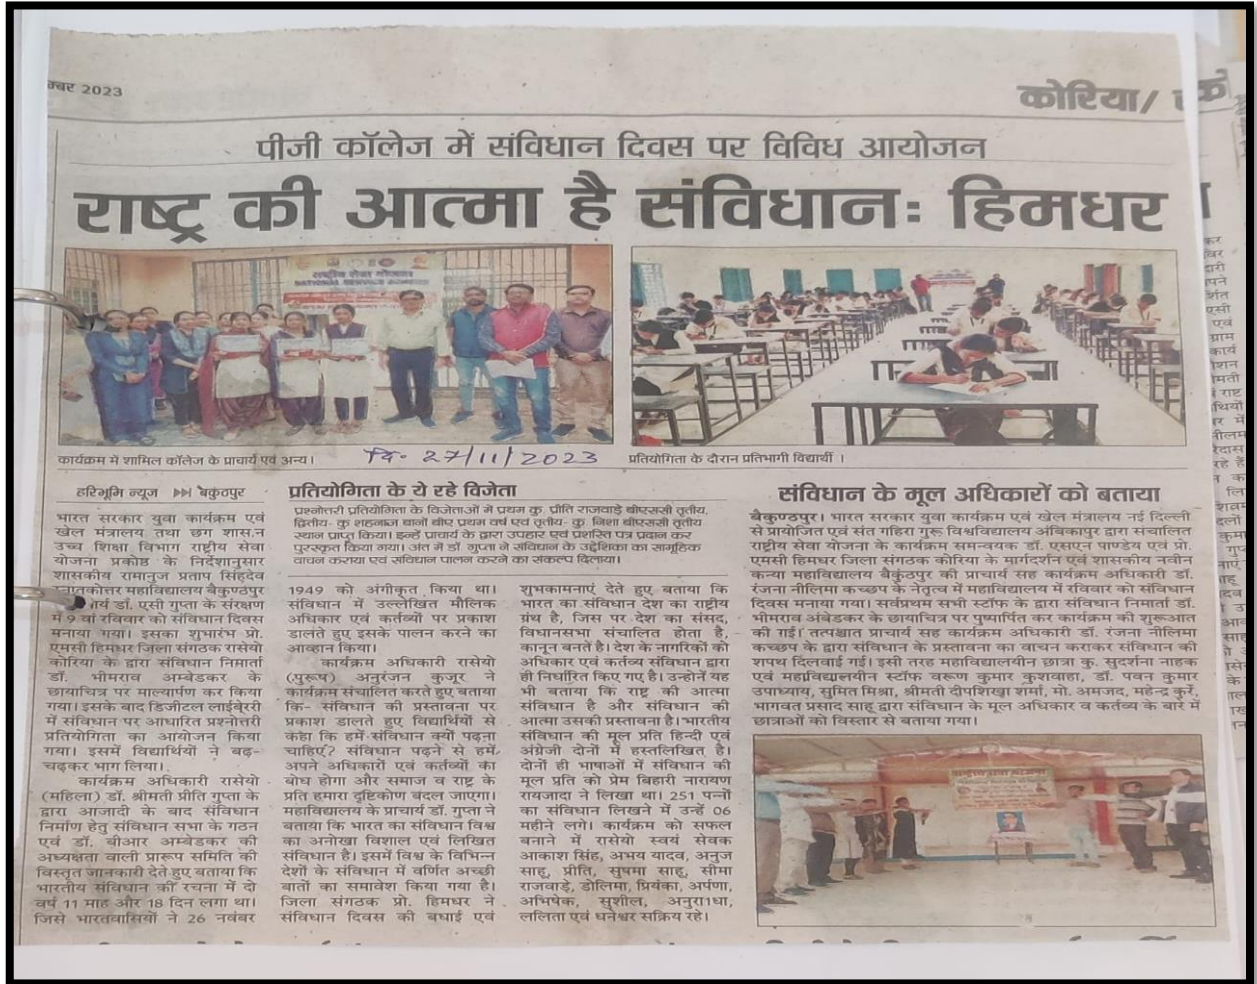 म्बर 2023
कोरिया/
पीजी कॉलेज में संविधान दिवस पर विविध आयोजन
राष्ट्र की आत्मा है संविधानः हिमधर
राष्ट्रीय सेवा योजना
NATIONAL SERVICE SCHEME
कार्यक्रम में शामिल कॉलेज के प्राचार्य एवं अन्य।
दि. 27/11/2023
प्रतियोगिता के दौरान प्रतिभागी विद्यार्थी ।
हरिभूमि न्यूज ▶▶। बैकुंठपुर
भारत सरकार युवा कार्यक्रम एवं
खेल मंत्रालय तथा छग शास.न
उच्च शिक्षा विभाग राष्ट्रीय सेवा
योजना प्रकोष्ठ के निर्देशानुसार
शासकीय रामानुज प्रताप सिंहदेव
स्नातकोत्तर महाविद्यालय बैकुण्ठपुर
डॉ. एसी गुप्ता के संरक्षण
में 9 वां रविवार को संविधान दिवस
मनाया गया। इसका शुभारंभ प्रो.
एमसी हिमधर जिला संगठक रासेयो
कोरिया के द्वारा संविधान निमार्ता
डॉ. भीमराव अम्बेडकर के
छायाचित्र पर माल्यार्पण कर किया
गया। इसके बाद डिजीटल लाईबे्ररी
में संविधान पर आधारित प्रश्नोत्तरी
प्रतियोगिता का आयोजन किया
गया। इसमें विद्यार्थियों ने बढ़-
चढ़कर भाग लिया।
कार्यक्रम अधिकारी रासेयो
(महिला) डॉ. श्रीमती प्रीति गुप्ता के
द्वारा आजादी के बाद संविधान
निर्माण हेतु संविधान सभा के गठन
एवं डॉ. बीआर अम्बेडकर की
अध्यक्षता वाली प्रारूप समिति की
विस्तृत जानकारी देते हुए बताया कि
भारतीय संविधान की रचना में दो
वर्ष 11 माह और 18 दिन लगा था।
जिसे भारतवासियों ने 26 नवंबर
प्रतियोगिता के ये रहे विजेता
प्रश्नोत्तरी प्रतियोगिता के विजेताओं में प्रथम कु. प्रीति राजवाड़े बीएससी तृतीय,
द्वितीय- कु शहनाज बानों बीए प्रथम वर्ष एवं तृतीय- कु. निशा बीएससी तृतीय
स्थान प्राप्त किया। इन्हें प्राचार्य के द्वारा उपहार एवं प्रशस्ति पत्र प्रदान कर
पुरस्कृत किया गया। अंत में डॉ गुप्ता ने संविधान के उद्देशिका का सामूहिक
वाचन कराया एवं संविधान पालन करने का संकल्प दिलाया।
1949 को अंगीकृत किया था।
संविधान में उल्लेखित मौलिक
अधिकार एवं कर्तव्यों पर प्रकाश
डालते हुए इसके पालन करने का
आव्हान किया।
कार्यक्रम अधिकारी रासेयो
(पुरूष) अनुरंजन कुजूर ने
कार्यक्रम संचालित करते हुए बताया
कि- संविधान की प्रस्तावना पर
प्रकाश डालते हुए विद्यार्थियों से
कहा कि हमें संविधान क्यों पढ़ना
चाहिए? संविधान पढ़ने से हमें
अपने अधिकारों एवं कर्तव्यों का
बोध होगा और समाज व राष्ट्र के
प्रति हमारा दृष्टिकोण बदल जाएगा।
महाविद्यालय के प्राचार्य डॉ. गुप्ता ने
बताया कि भारत का संविधान विश्व
का अनोखा विशाल एवं लिखित
संविधान है। इसमें विश्व के विभिन्न
देशों के संविधान में वर्णित अच्छी
बातों का समावेश किया गया है।
जिला संगठक प्रो. हिमधर ने
संविधान दिवस की बधाई एवं
शुभकामनाएं देते हुए बताया कि
भारत का संविधान देश का राष्ट्रीय
ग्रंथ है, जिस पर देश का संसद,
विधानसभा संचालित होता है,
कानून बनते है। देश के नागरिकों को
अधिकार एवं कर्तव्य संविधान द्वारा
ही निर्धारित किए गए है। उन्होनें यह
भी बताया कि राष्ट्र की आत्मा
संविधान है और संविधान की
आत्मा उसकी प्रस्तावना है। भारतीय
संविधान की मूल प्रति हिन्दी एवं
अंग्रेजी दोनों में हस्तलिखित है।
दोनों ही भाषाओं में संविधान की
मूल प्रति को प्रेम बिहारी नारायण
रायजादा ने लिखा था। 251 पन्नों
का संविधान लिखने में उन्हें 06
महीने लगे। कार्यक्रम को सफल
बनाने में रासेयो स्वयं सेवक
आकाश सिंह, अभय यादव, अनुज
साहू, प्रीति, सुषमा साहू, सीमा
राजवाड़े, डोलिमा, प्रियंका, अर्पणा,
अभिषेक, सुशील, अनुरा1धा,
ललिता एवं धनेश्वर सक्रिय रहे।
संविधान के मूल अधिकारों को बताया
बैकुण्ठपुर। भारत सरकार युवा कार्यक्रम एवं खेल मंत्रालय नई दिल्ली
से प्रायोजित एवं संत गहिरा गुरू विश्वविद्यालय अंबिकापुर द्वारा संचालित
राष्ट्रीय सेवा योजना के कार्यक्रम समन्वयक डॉ. एसएन पाण्डेय एवं प्रो.
एमसी हिमधर जिला संगठक कोरिया के मार्गदर्शन एवं शासकीय नवीन
कन्या महाविद्यालय बैकुंठपुर की प्राचार्य सह कार्यक्रम अधिकारी डॉ.
रंजना नीलिमा कच्छप के नेतृत्व में महाविद्यालय में रविवार को संविधान
दिवस मनाया गया। सर्वप्रथम सभी स्टॉफ के द्वारा संविधान निमार्ता डॉ.
भीमराव अंबेडकर के छायाचित्र पर पुष्पार्पित कर कार्यक्रम की शुरूआत
की गई। तत्पश्चात प्राचार्य सह कार्यक्रम अधिकारी डॉ. रंजना नीलिमा
कच्छप के द्वारा संविधान के प्रस्तावना का वाचन कराकर संविधान की
शपथ दिलवाई गई। इसी तरह महाविद्यालयीन छात्रा कु. सुदर्शना नाहक
एवं महाविद्यालयीन स्टॉफ वरूण कुमार कुशवाहा, डॉ. पवन कुमार
उपाध्याय, सुमित मिश्रा, श्रीमती दीपशिखा शर्मा, मो. अमजद, महेन्द्र कुर्रे,
भागवत प्रसाद साहू द्वारा संविधान के मूल अधिकार व कर्तव्य के बारे में
छात्राओं को विस्तार से बताया गया।